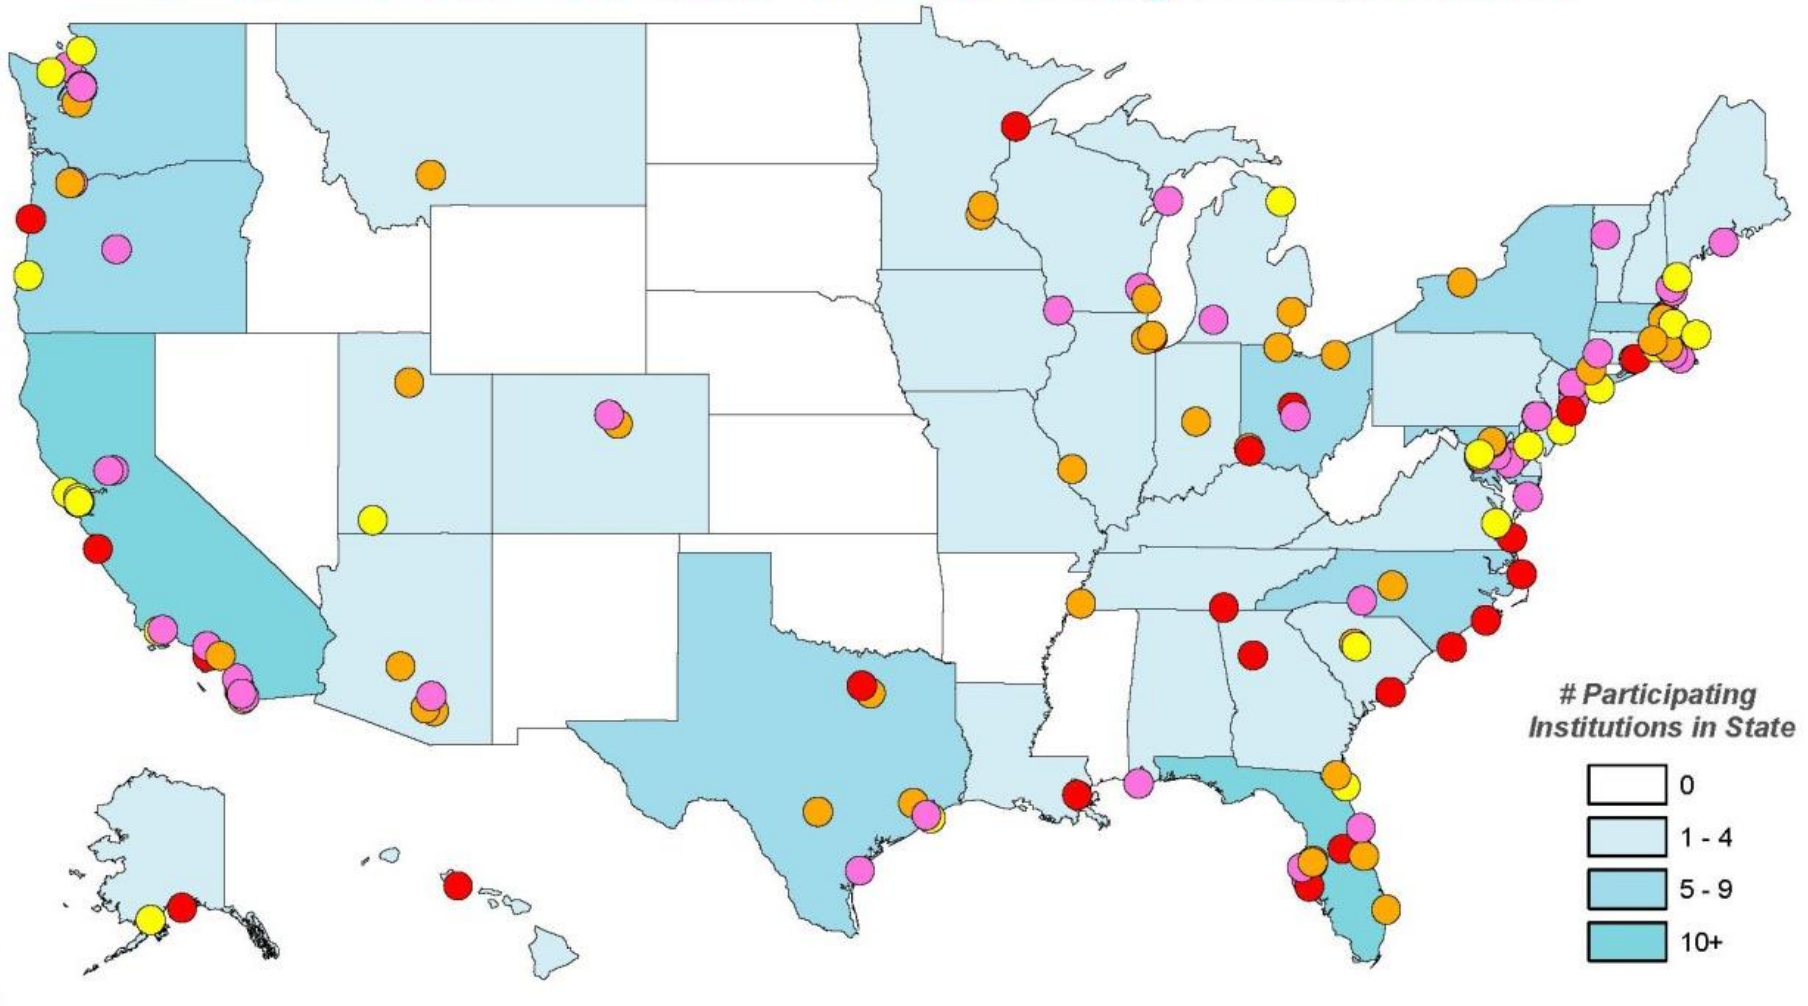 # Participating
Institutions in State
0
1 - 4
5 - 9
10+